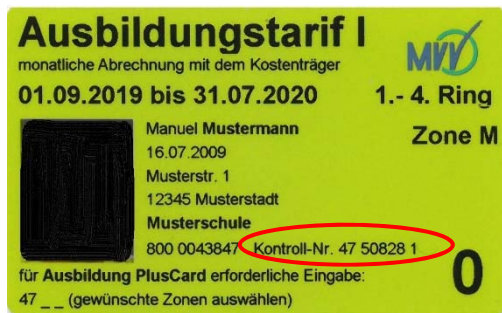 Ausbildungstarif I
MVV
monatliche Abrechnung mit dem Kostenträger
01.09.2019 bis 31.07.2020 1.- 4. Ring
Manuel Mustermann Zone M
16.07.2009
Musterstr. 1
12345 Musterstadt
Musterschule
800 0043847 Kontroll-Nr. 47 50828 1
für Ausbildung PlusCard erforderliche Eingabe: 0
47 _ _ (gewünschte Zonen auswählen)